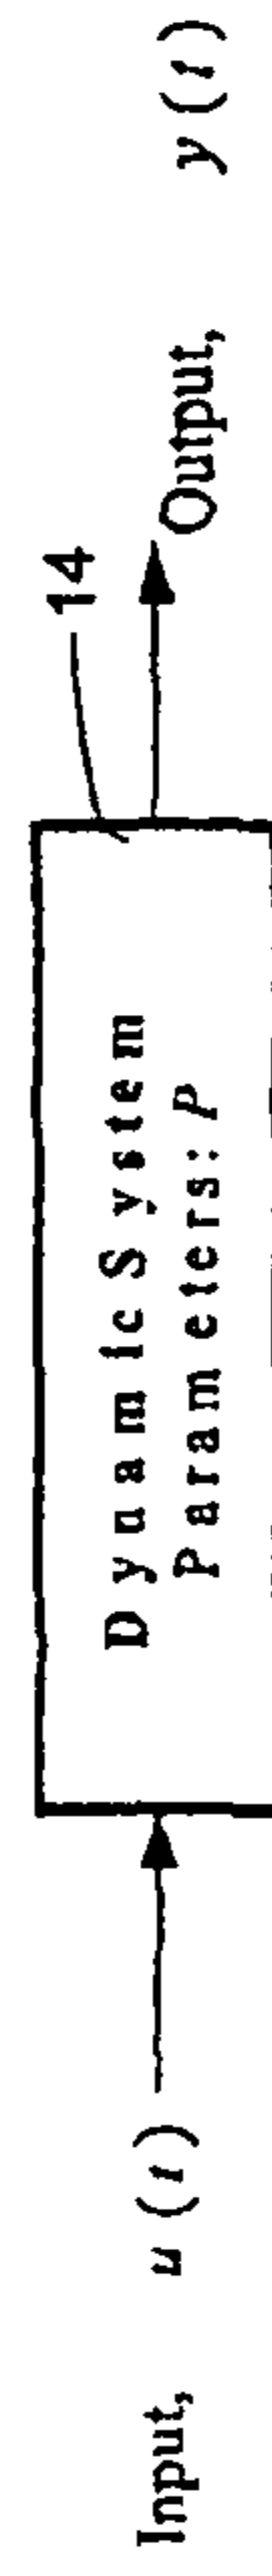 Input, u(t)
Dynamic System
Parameters: P
14
Output, y(t)